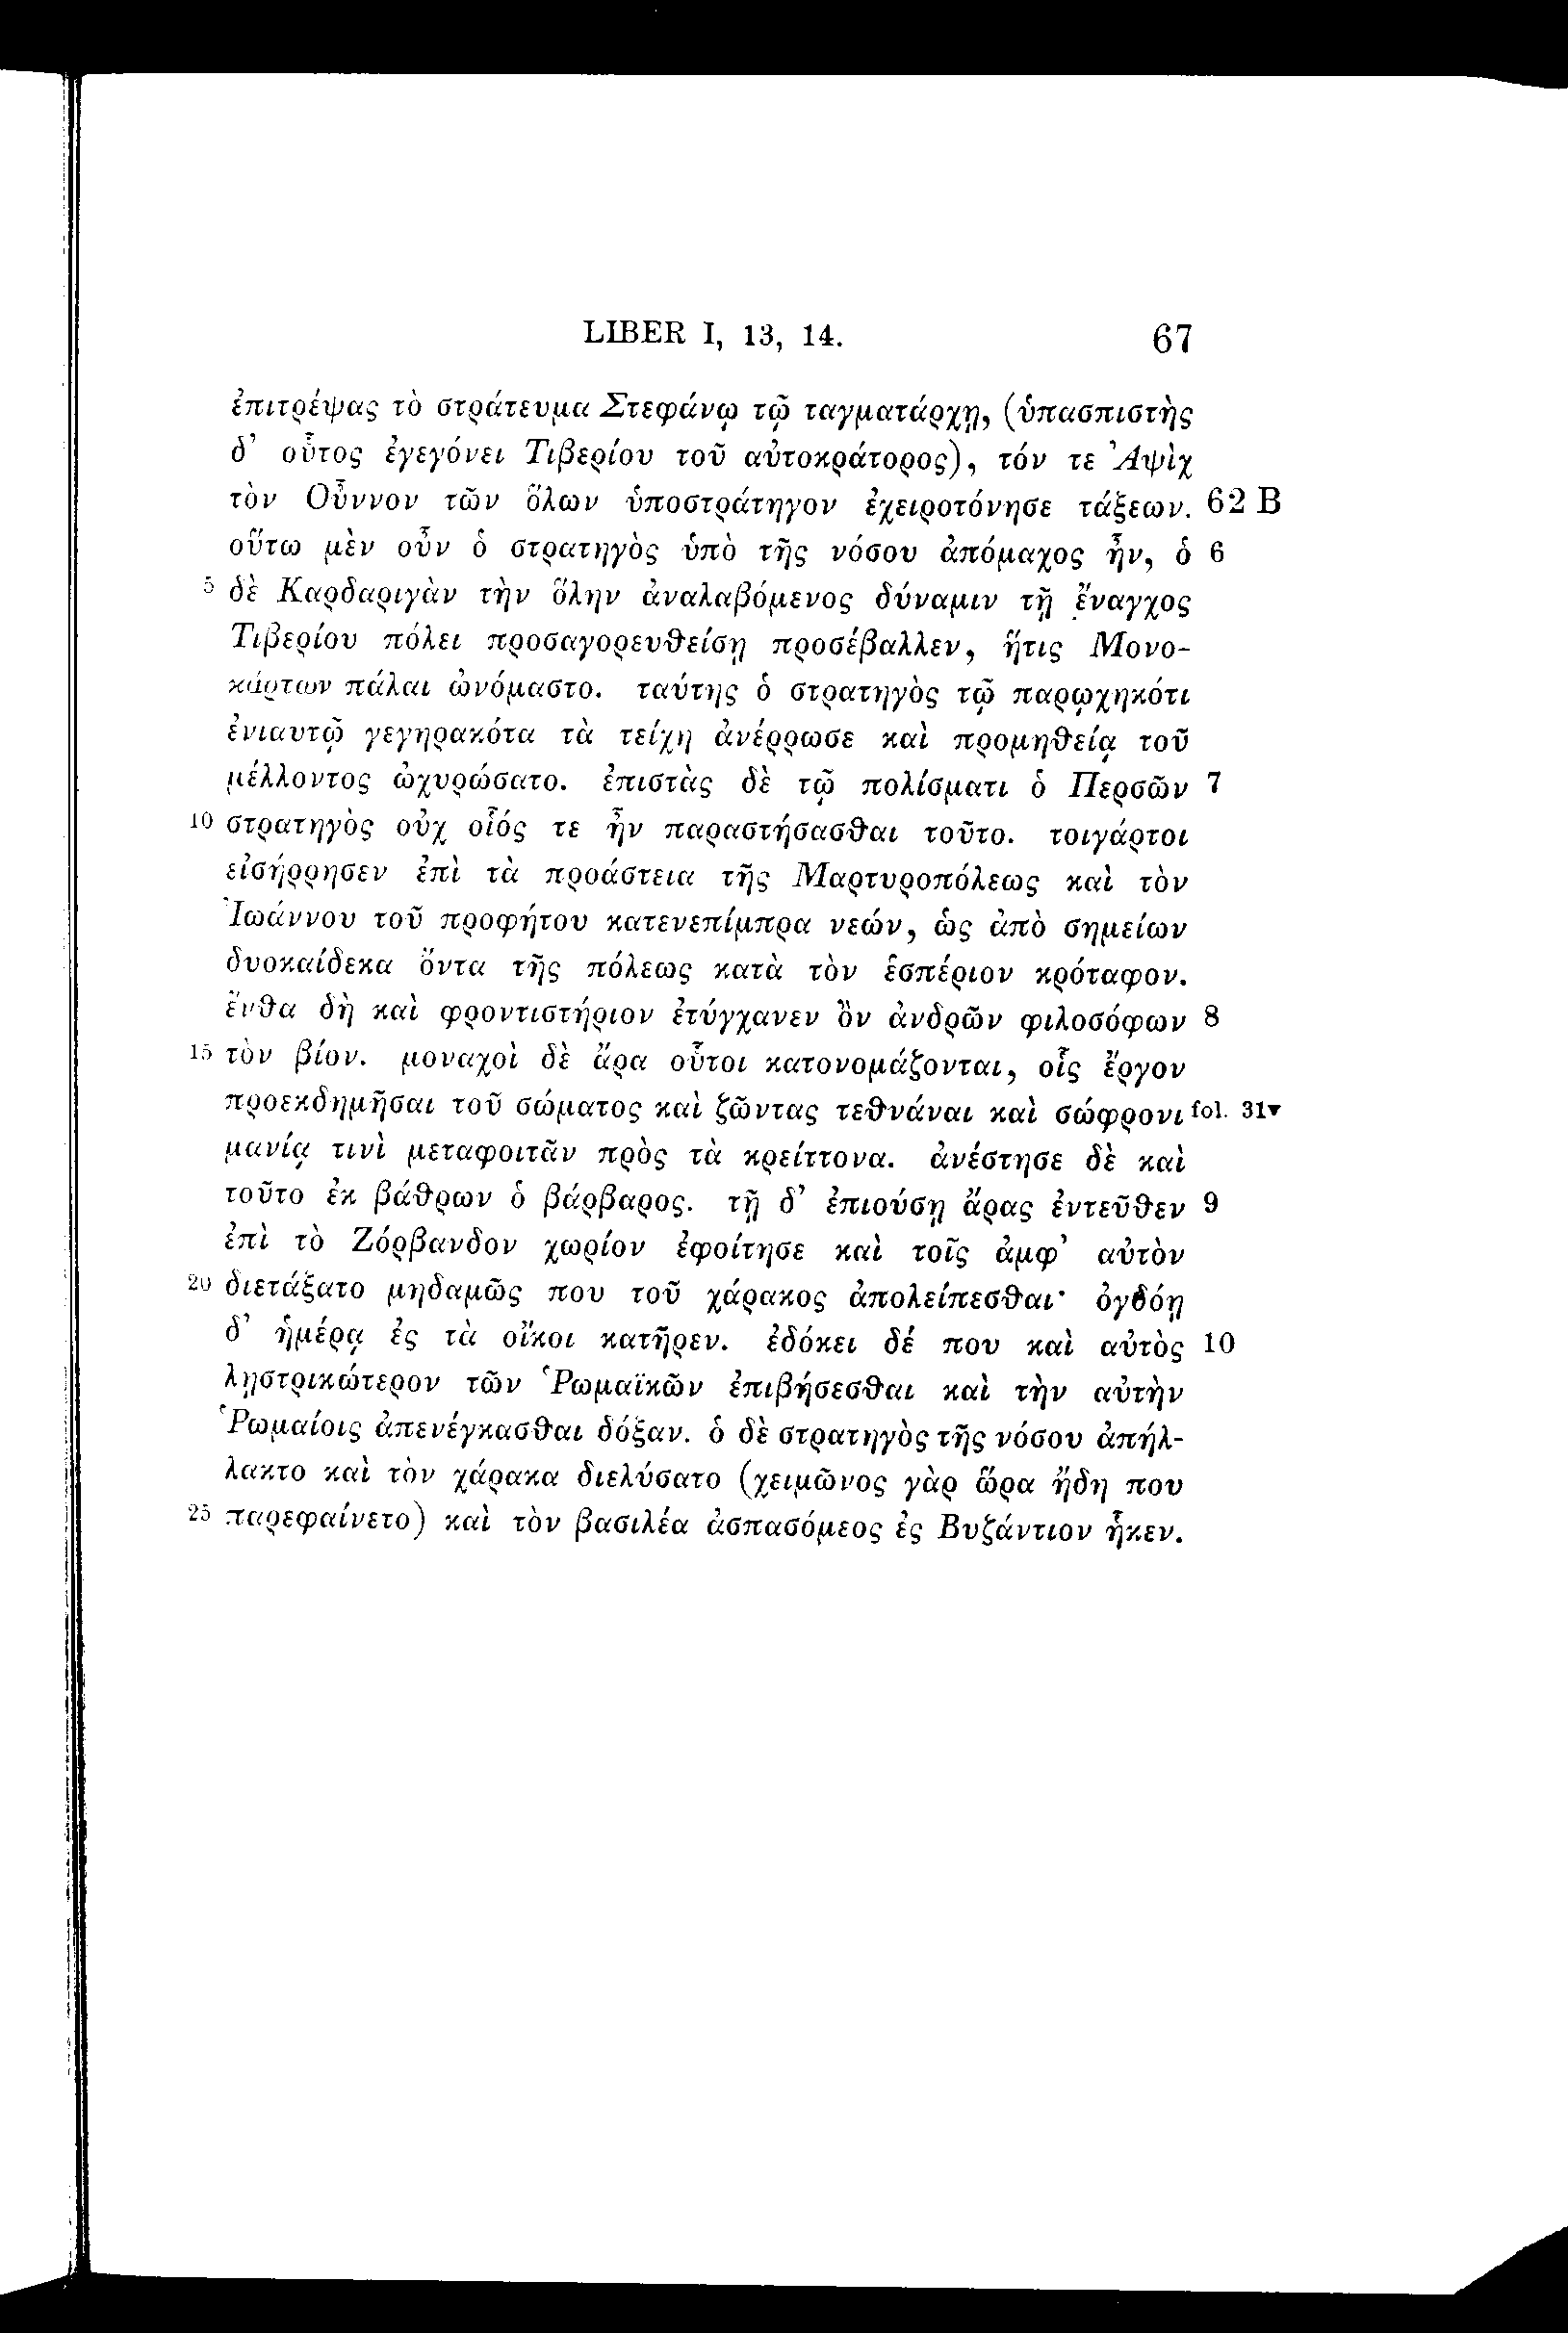 LIBER I, 13, 14. 67
ἐπιτρέψας τὸ στράτευμα Στεφάνῳ τῷ ταγματάρχῃ, (ὑπασπιστὴς
δ’ οὗτος ἐγεγόνει Τιβερίου τοῦ αὐτοκράτορος), τόν τε Ἀψὶχ
τὸν Οὖννον τῶν ὅλων ὑποστράτηγον ἐχειροτόνησε τάξεων. 62 B
οὕτω μὲν οὖν ὁ στρατηγὸς ὑπὸ τῆς νόσου ἀπόμαχος ἦν, ὁ 6
5 δὲ Καρδαριγὰν τὴν ὅλην ἀναλαβόμενος δύναμιν τῇ ἔναγχος
Τιβερίου πόλει προσαγορευθείσῃ προσέβαλλεν, ἥτις Μονο-
κάρτων πάλαι ὠνόμαστο. ταύτης ὁ στρατηγὸς τῷ παρῳχηκότι
ἐνιαυτῷ γεγηρακότα τὰ τείχη ἀνέρρωσε καὶ προμηθείᾳ τοῦ
μέλλοντος ὠχυρώσατο. ἐπιστὰς δὲ τῷ πολίσματι ὁ Περσῶν 7
10 στρατηγὸς οὐχ οἷός τε ἦν παραστήσασθαι τοῦτο. τοιγάρτοι
εἰσήρρησεν ἐπὶ τὰ προάστεια τῆς Μαρτυροπόλεως καὶ τὸν
Ἰωάννου τοῦ προφήτου κατενεπίμπρα νεών, ὡς ἀπὸ σημείων
δυοκαίδεκα ὄντα τῆς πόλεως κατὰ τὸν ἑσπέριον κρόταφον.
ἔνθα δὴ καὶ φροντιστήριον ἐτύγχανεν ὂν ἀνδρῶν φιλοσόφων 8
15 τὸν βίον. μοναχοὶ δὲ ἄρα οὗτοι κατονομάζονται, οἷς ἔργον
προεκδημῆσαι τοῦ σώματος καὶ ζῶντας τεθνάναι καὶ σώφρονι fol. 31v
μανίᾳ τινὶ μεταφοιτᾶν πρὸς τὰ κρείττονα. ἀνέστησε δὲ καὶ
τοῦτο ἐκ βάθρων ὁ βάρβαρος. τῇ δ’ ἐπιούσῃ ἄρας ἐντεῦθεν 9
ἐπὶ τὸ Ζόρβανδον χωρίον ἐφοίτησε καὶ τοῖς ἀμφ’ αὐτὸν
20 διετάξατο μηδαμῶς που τοῦ χάρακος ἀπολείπεσθαι· ὀγδόῃ
δ’ ἡμέρᾳ ἐς τὰ οἴκοι κατῆρεν. ἐδόκει δέ που καὶ αὐτὸς 10
λῃστρικώτερον τῶν Ῥωμαϊκῶν ἐπιβήσεσθαι καὶ τὴν αὐτὴν
Ῥωμαίοις ἀπενέγκασθαι δόξαν. ὁ δὲ στρατηγὸς τῆς νόσου ἀπήλ-
λακτο καὶ τὸν χάρακα διελύσατο (χειμῶνος γὰρ ὥρα ἤδη που
25 παρεφαίνετο) καὶ τὸν βασιλέα ἀσπασόμεος ἐς Βυζάντιον ἧκεν.